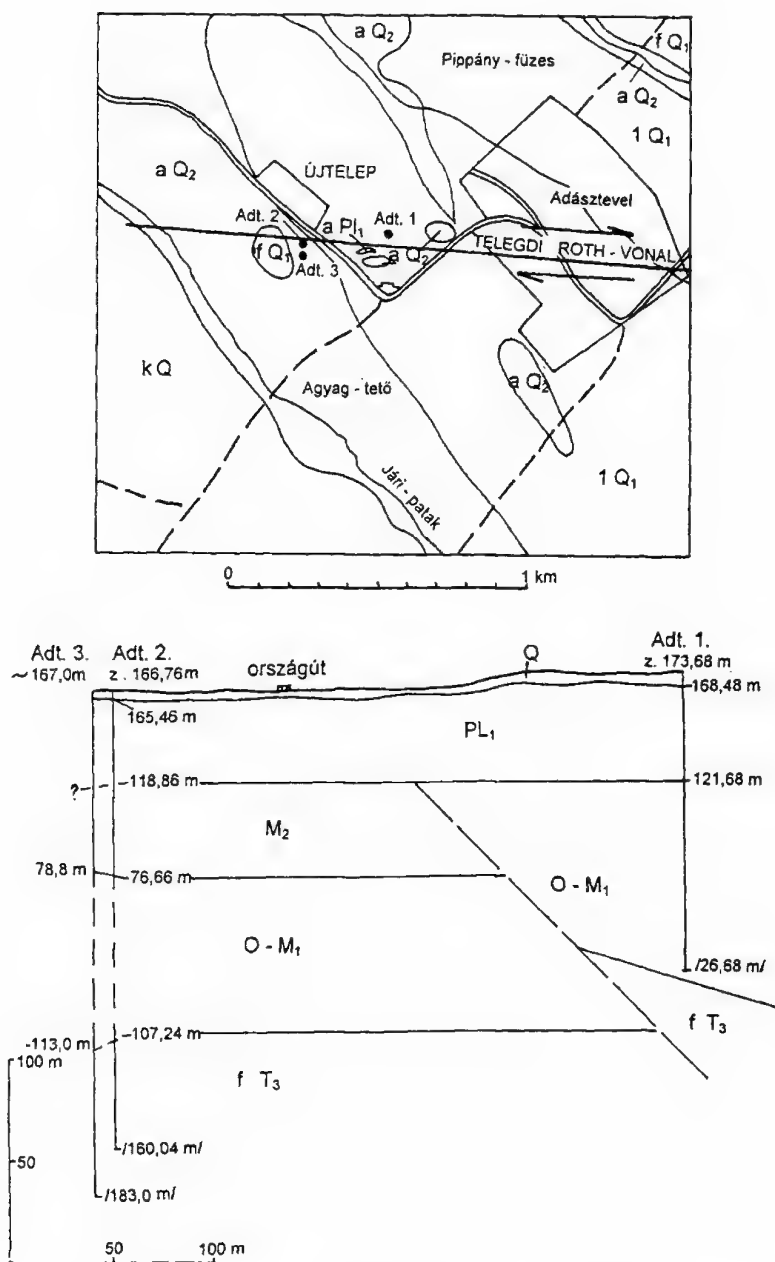 a Q₂
f Q₁
Pippány - füzes
a Q₂
1 Q₁
a Q₂
ÚJTELEP
Adásztevel
Adt. 2
a Pl₁
Adt. 1
TELEGDI ROTH - VONAL
f Q₁
Adt. 3
a Q₂
k Q
Agyag - tető
a Q₂
1 Q₁
Jári - patak
0 1 km
Adt. 3. Adt. 2. országút Q Adt. 1.
~167,0m z. 166,76m z. 173,68 m
168,48 m
165,46 m
PL₁
? 118,86 m 121,68 m
M₂
78,8 m 76,66 m
O - M₁
O - M₁
/26,68 m/
f T₃
-113,0 m -107,24 m
100 m
f T₃
/160,04 m/
50
/183,0 m/
50 100 m